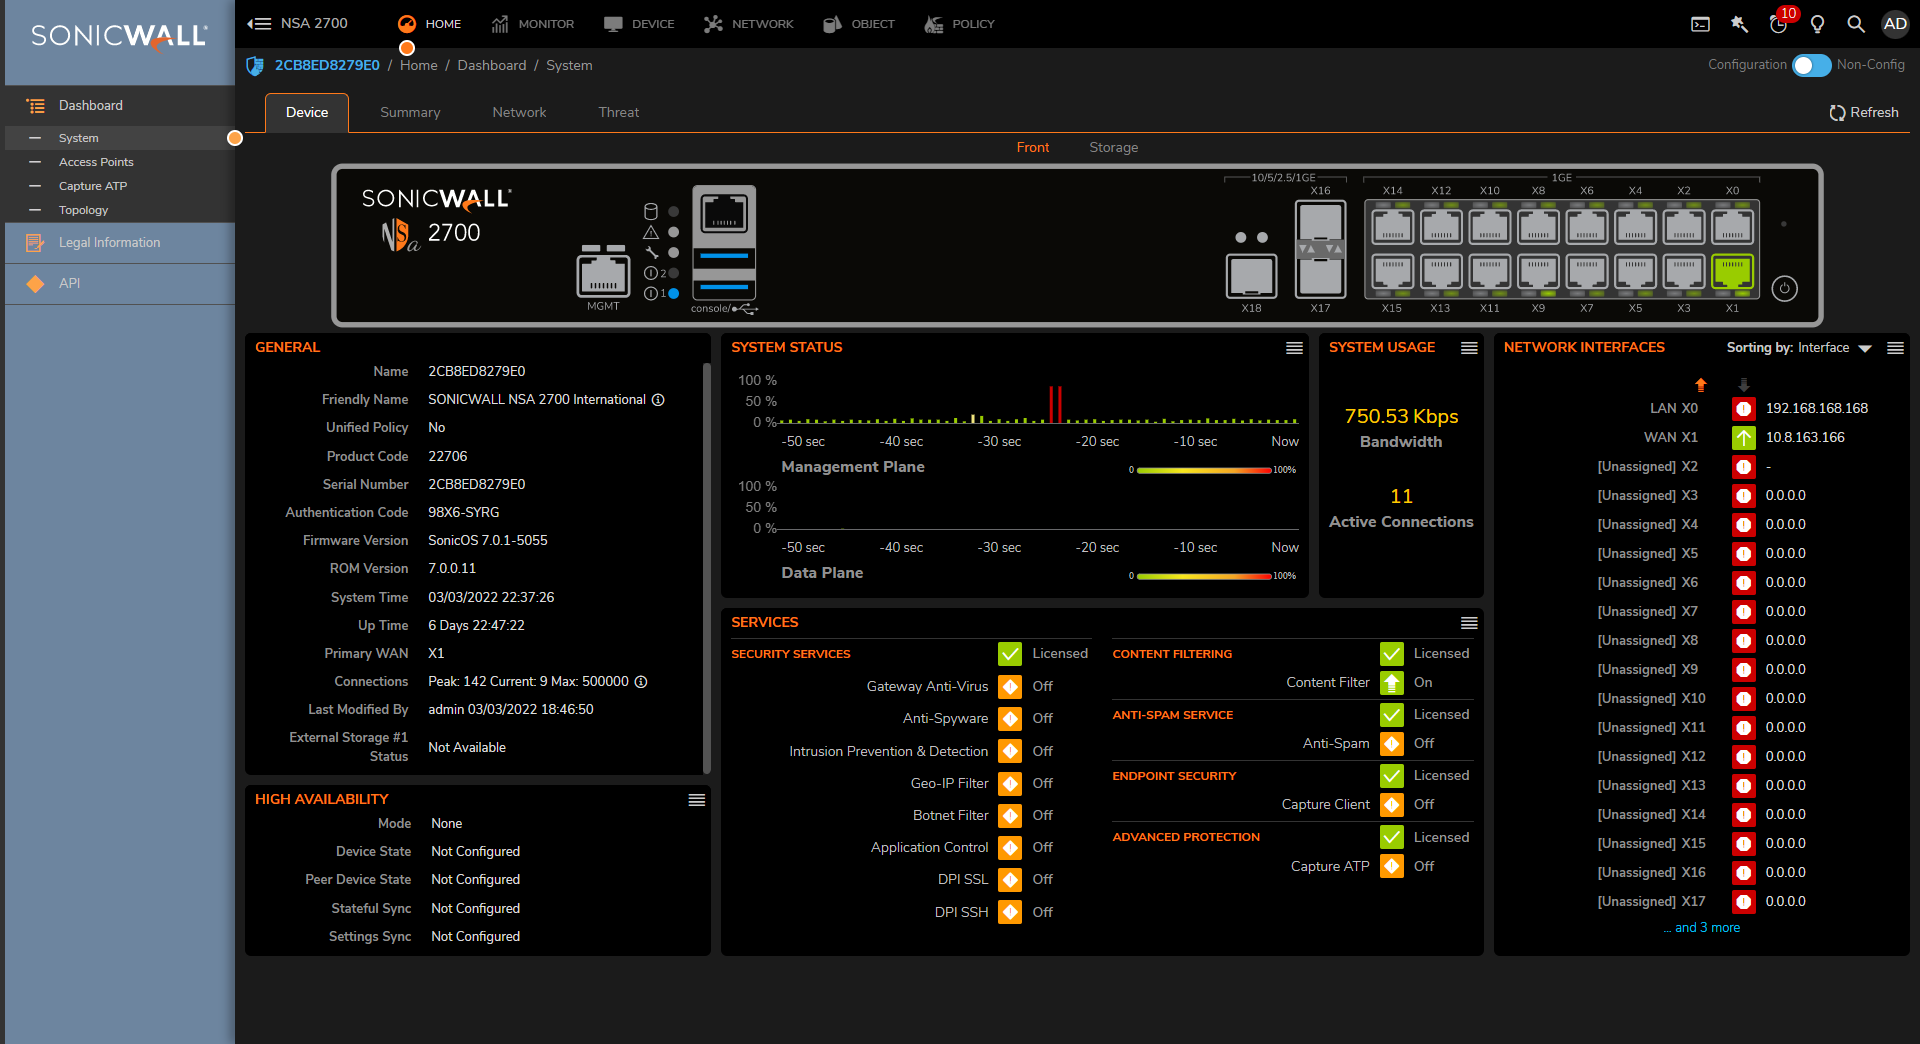 SONICWALL
NSA 2700
HOME
MONITOR
DEVICE
NETWORK
OBJECT
POLICY
10
AD
2CB8ED8279E0 / Home / Dashboard / System
Configuration
Non-Config
Dashboard
System
Access Points
Capture ATP
Topology
Legal Information
API
Device
Summary
Network
Threat
Refresh
Front
Storage
SONICWALL
NSa 2700
MGMT
2
1
console/
10/5/2.5/1GE
X16
X18
X17
1GE
X14 X12 X10 X8 X6 X4 X2 X0
X15 X13 X11 X9 X7 X5 X3 X1
GENERAL
Name 2CB8ED8279E0
Friendly Name SONICWALL NSA 2700 International
Unified Policy No
Product Code 22706
Serial Number 2CB8ED8279E0
Authentication Code 98X6-SYRG
Firmware Version SonicOS 7.0.1-5055
ROM Version 7.0.0.11
System Time 03/03/2022 22:37:26
Up Time 6 Days 22:47:22
Primary WAN X1
Connections Peak: 142 Current: 9 Max: 500000
Last Modified By admin 03/03/2022 18:46:50
External Storage #1
Status
Not Available
HIGH AVAILABILITY
Mode None
Device State Not Configured
Peer Device State Not Configured
Stateful Sync Not Configured
Settings Sync Not Configured
SYSTEM STATUS
100 %
50 %
0 %
-50 sec -40 sec -30 sec -20 sec -10 sec Now
Management Plane
0 100%
100 %
50 %
0 %
-50 sec -40 sec -30 sec -20 sec -10 sec Now
Data Plane
0 100%
SYSTEM USAGE
750.53 Kbps
Bandwidth
11
Active Connections
SERVICES
SECURITY SERVICES Licensed
Gateway Anti-Virus Off
Anti-Spyware Off
Intrusion Prevention & Detection Off
Geo-IP Filter Off
Botnet Filter Off
Application Control Off
DPI SSL Off
DPI SSH Off
CONTENT FILTERING Licensed
Content Filter On
ANTI-SPAM SERVICE Licensed
Anti-Spam Off
ENDPOINT SECURITY Licensed
Capture Client Off
ADVANCED PROTECTION Licensed
Capture ATP Off
NETWORK INTERFACES
Sorting by: Interface
LAN X0 192.168.168.168
WAN X1 10.8.163.166
[Unassigned] X2 -
[Unassigned] X3 0.0.0.0
[Unassigned] X4 0.0.0.0
[Unassigned] X5 0.0.0.0
[Unassigned] X6 0.0.0.0
[Unassigned] X7 0.0.0.0
[Unassigned] X8 0.0.0.0
[Unassigned] X9 0.0.0.0
[Unassigned] X10 0.0.0.0
[Unassigned] X11 0.0.0.0
[Unassigned] X12 0.0.0.0
[Unassigned] X13 0.0.0.0
[Unassigned] X14 0.0.0.0
[Unassigned] X15 0.0.0.0
[Unassigned] X16 0.0.0.0
[Unassigned] X17 0.0.0.0
... and 3 more